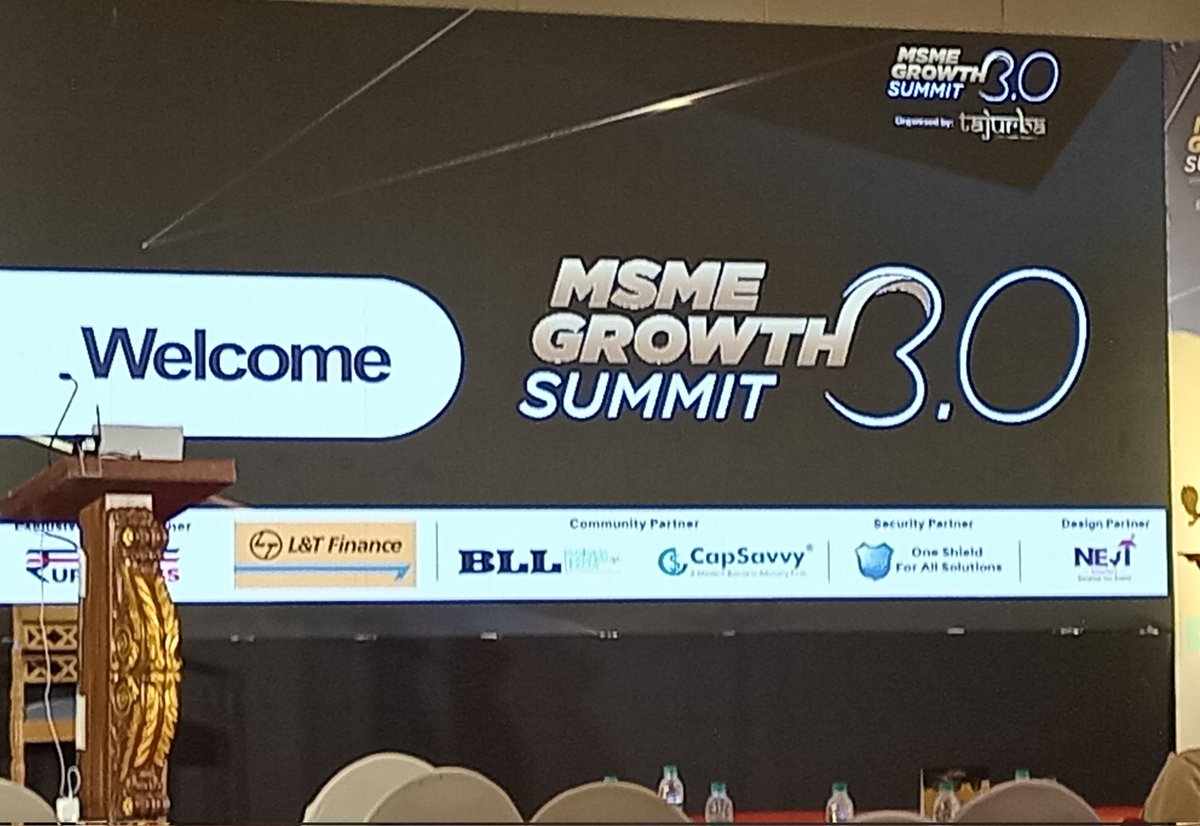 MSME
GROWTH 3.0
SUMMIT
Organised by: tajurba
Welcome
MSME
GROWTH 3.0
SUMMIT
L&T Finance
Community Partner
BLL
CapSavvy®
Security Partner
One Shield
For All Solutions
Design Partner
NEJI